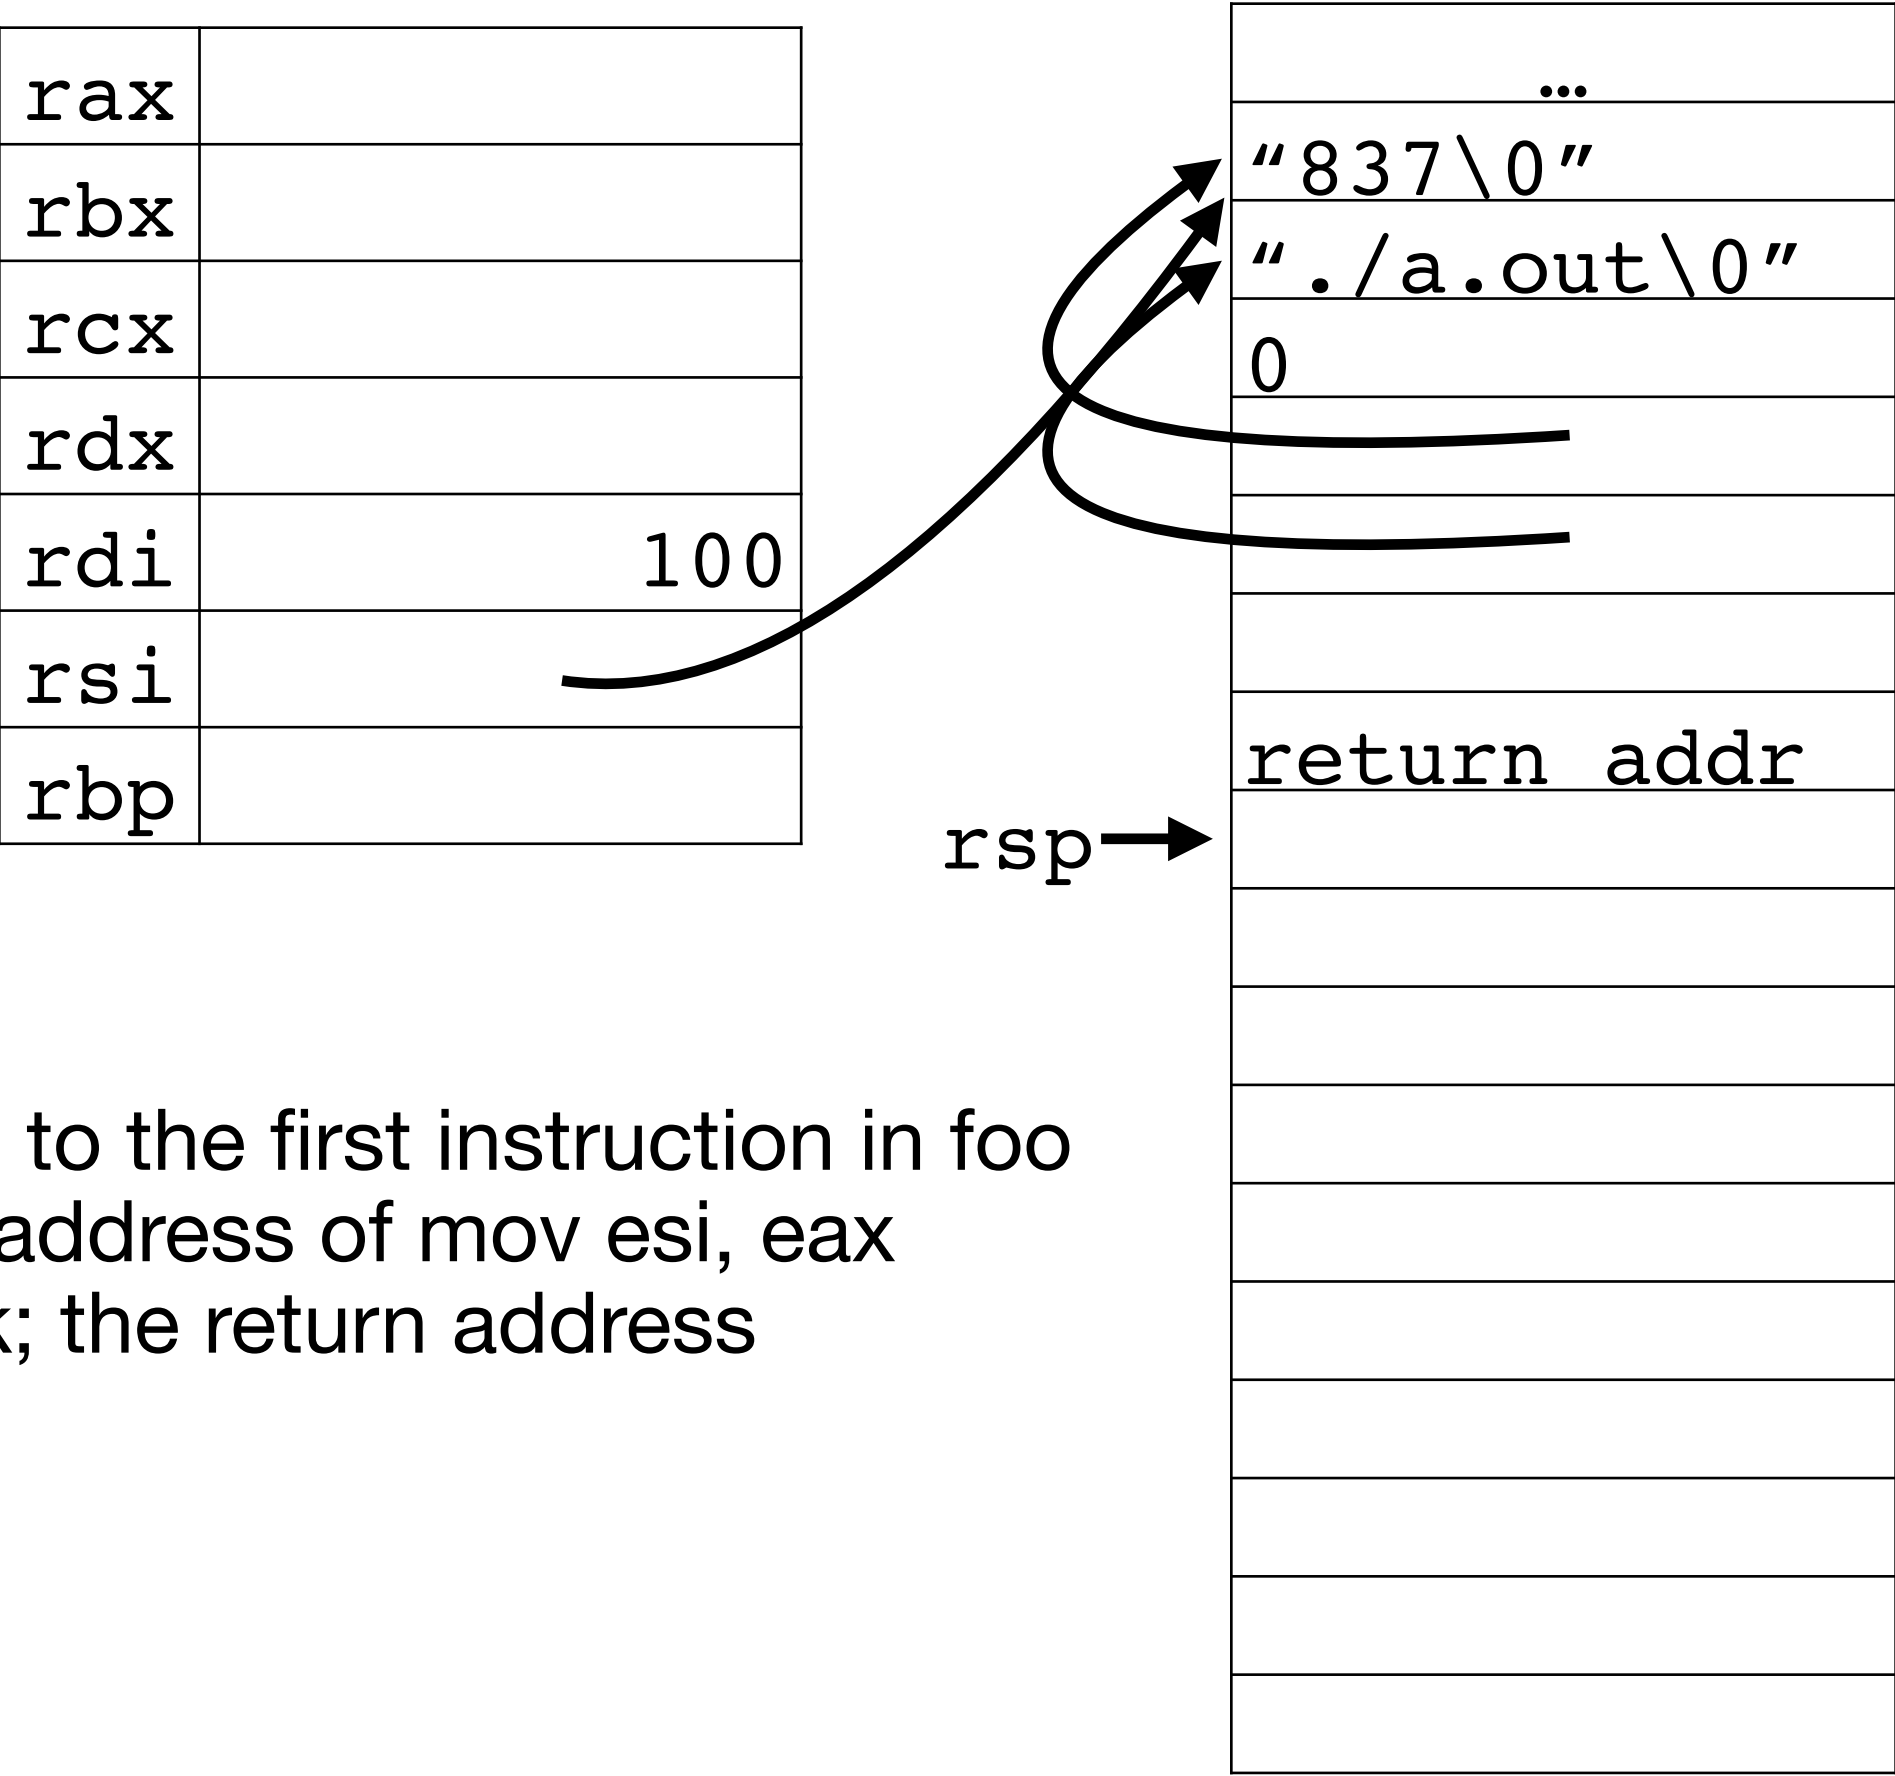 rax
rbx
rcx
rdx
rdi 100
rsi
rbp
…
“837\0”
“./a.out\0”
0
return addr
rsp
to the first instruction in foo
address of mov esi, eax
; the return address